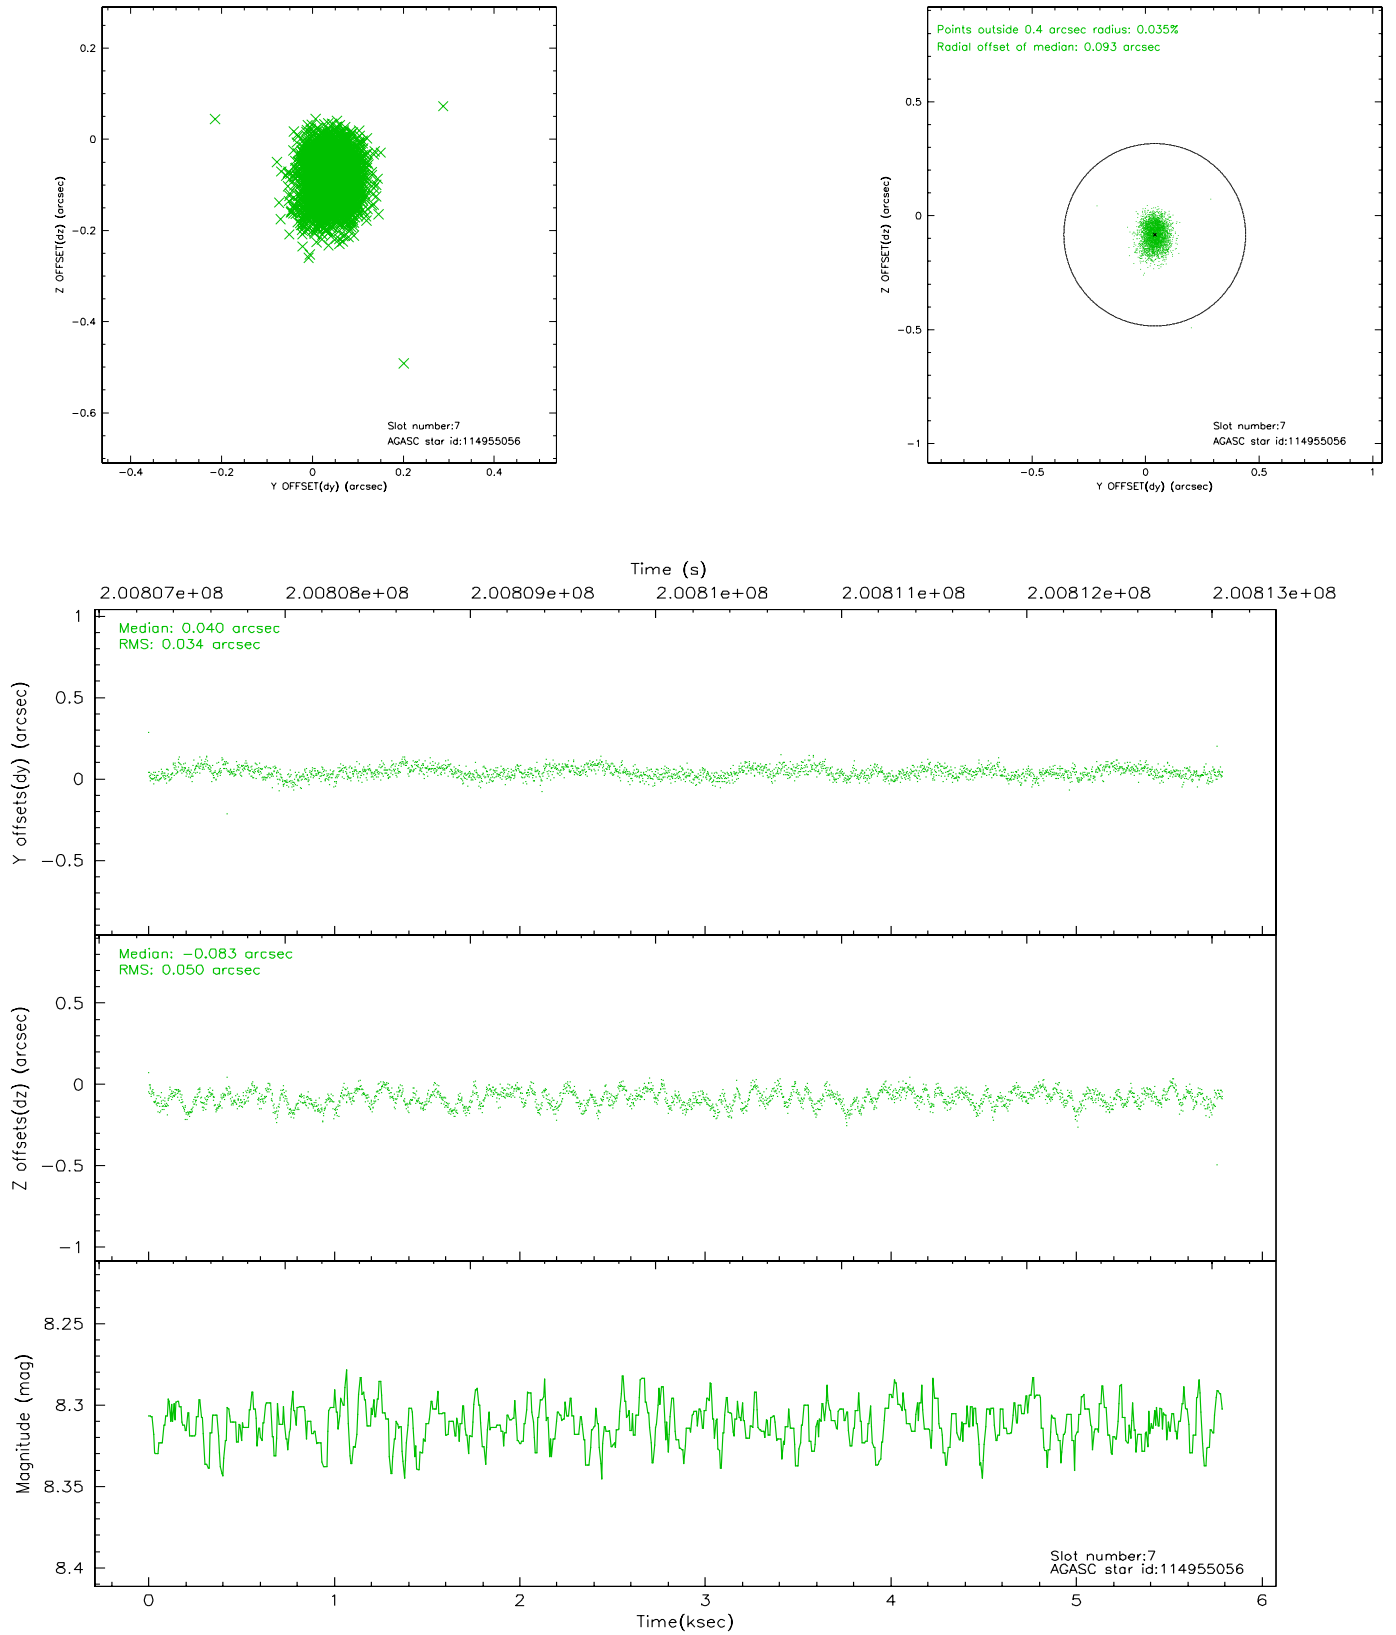 0.2
0
−0.2
−0.4
−0.6
Z OFFSET(dz) (arcsec)
Slot number:7
AGASC star id:114955056
−0.4
−0.2
0
0.2
0.4
Y OFFSET(dy) (arcsec)
Points outside 0.4 arcsec radius: 0.035%
Radial offset of median: 0.093 arcsec
0.5
0
−0.5
−1
Z OFFSET(dz) (arcsec)
Slot number:7
AGASC star id:114955056
−0.5
0
0.5
1
Y OFFSET(dy) (arcsec)
Time (s)
2.00807e+08
2.00808e+08
2.00809e+08
2.0081e+08
2.00811e+08
2.00812e+08
2.00813e+08
Median: 0.040 arcsec
RMS: 0.034 arcsec
1
0.5
0
−0.5
Y offsets(dy) (arcsec)
Median: −0.083 arcsec
RMS: 0.050 arcsec
0.5
0
−0.5
−1
Z offsets(dz) (arcsec)
8.25
8.3
8.35
8.4
Magnitude (mag)
Slot number:7
AGASC star id:114955056
0
1
2
3
4
5
6
Time(ksec)